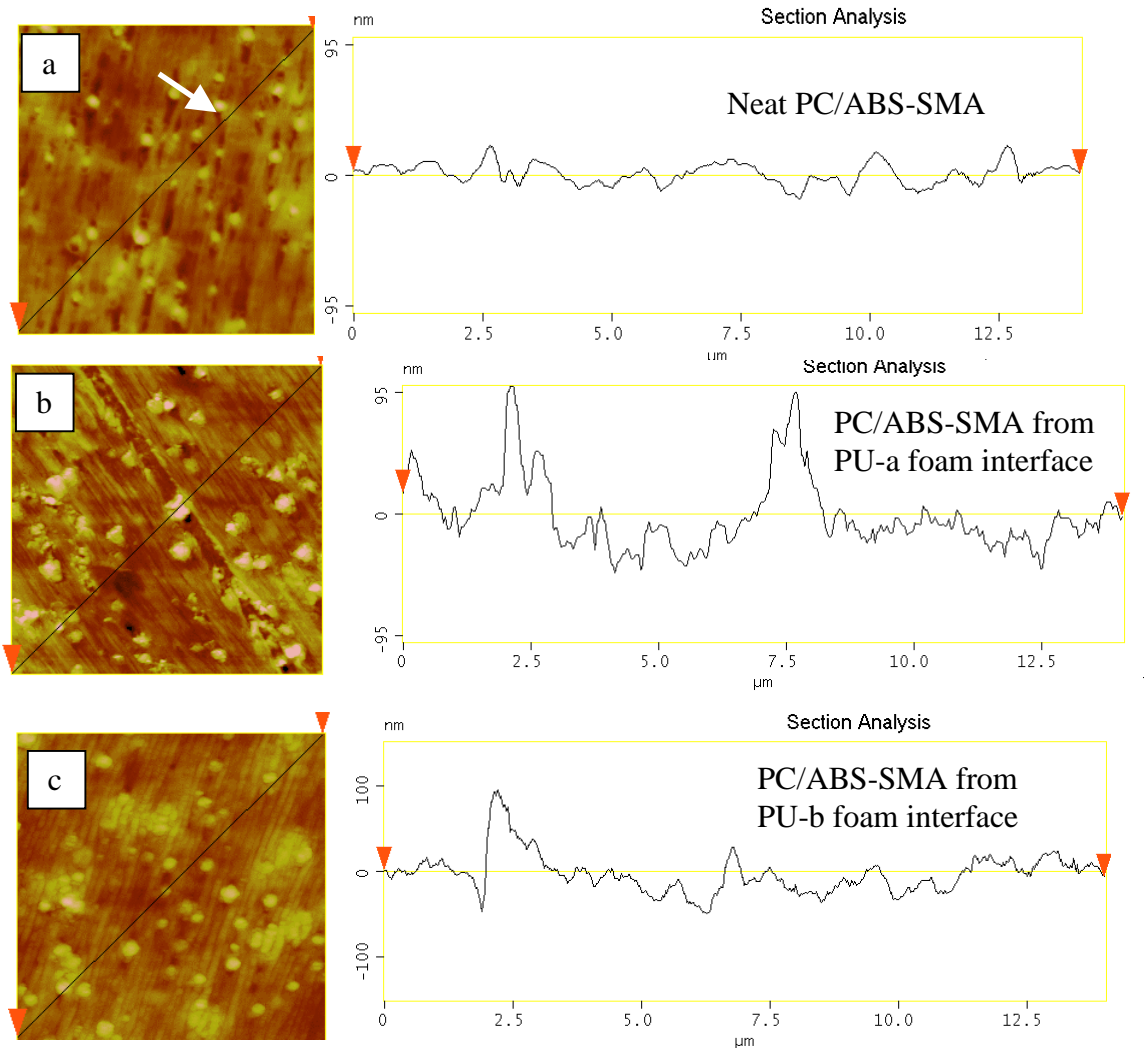 Section Analysis
nm
a
95
Neat PC/ABS-SMA
0
-95
0 2.5 5.0 7.5 10.0 12.5
µm
Section Analysis
nm
b
95
PC/ABS-SMA from
PU-a foam interface
0
-95
0 2.5 5.0 7.5 10.0 12.5
µm
Section Analysis
nm
c
100
PC/ABS-SMA from
PU-b foam interface
0
-100
0 2.5 5.0 7.5 10.0 12.5
µm